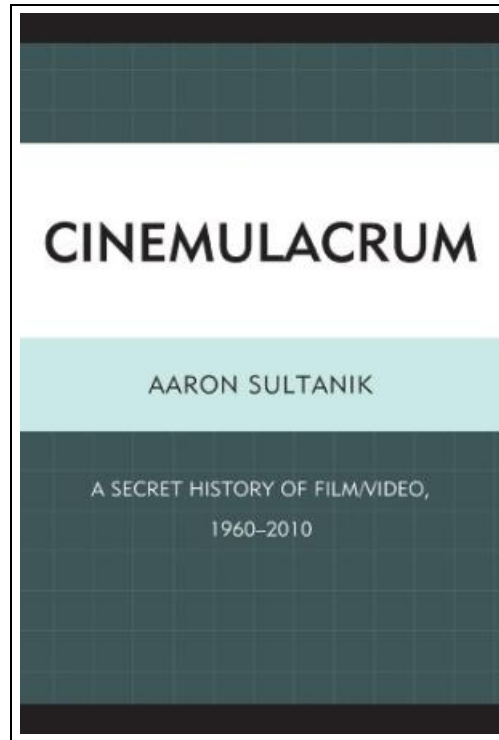 CINEMULACRUM
AARON SULTANIK
A SECRET HISTORY OF FILM/VIDEO,
1960–2010